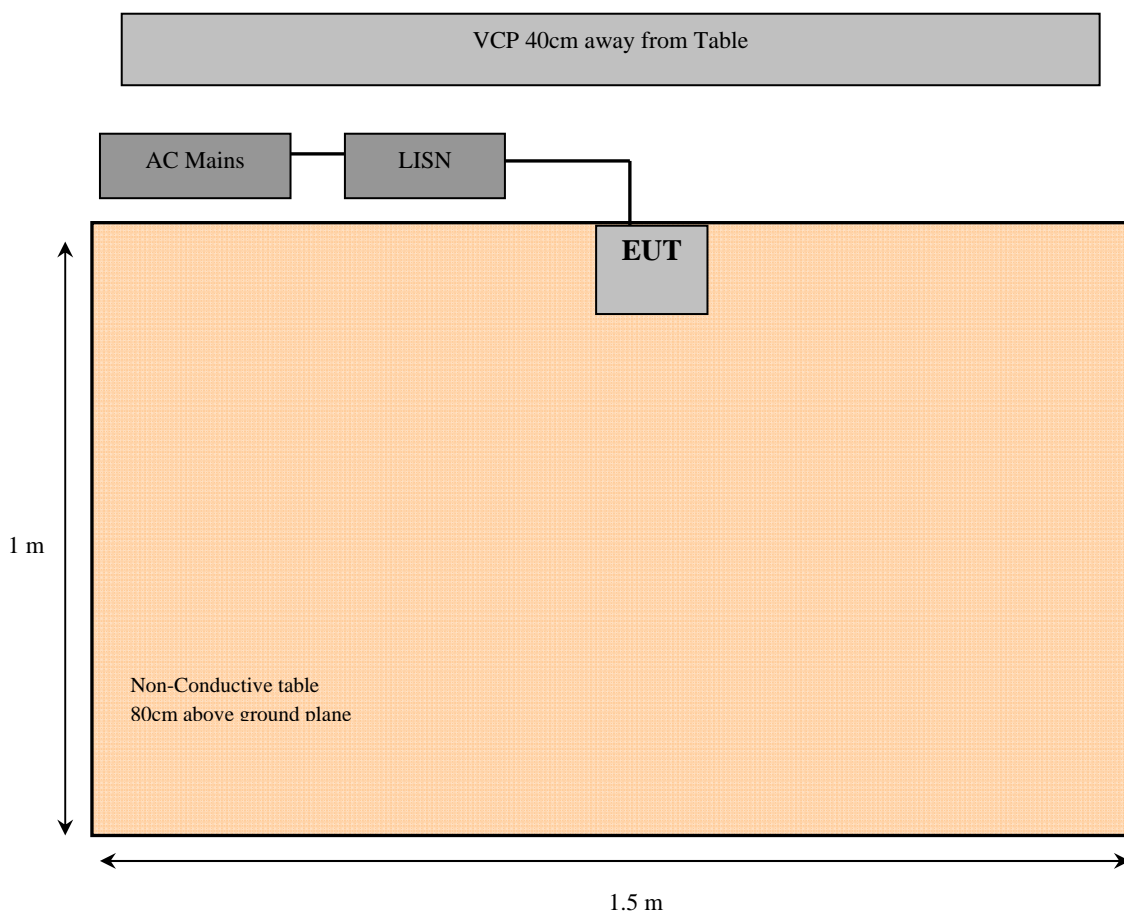 VCP 40cm away from Table
AC Mains
LISN
EUT
1 m
Non-Conductive table
80cm above ground plane
1.5 m